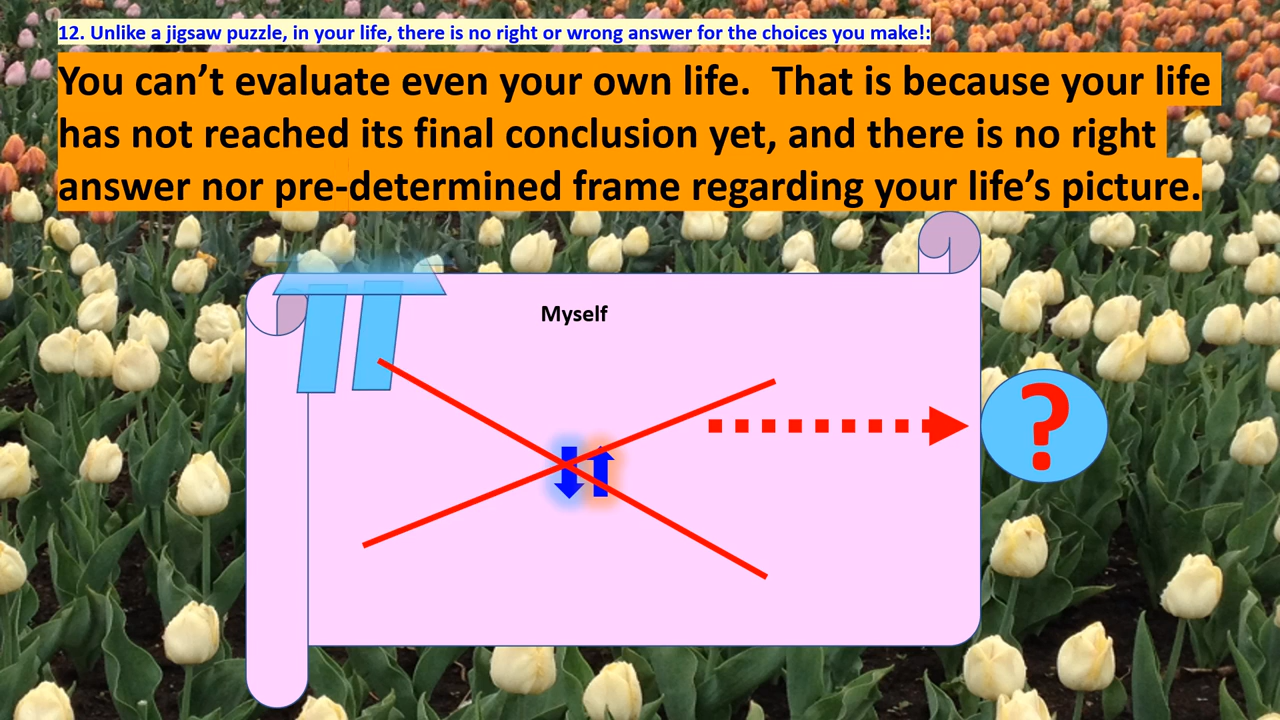 12. Unlike a jigsaw puzzle, in your life, there is no right or wrong answer for the choices you make!:
You can’t evaluate even your own life.  That is because your life
has not reached its final conclusion yet, and there is no right
answer nor pre-determined frame regarding your life’s picture.
Myself
?